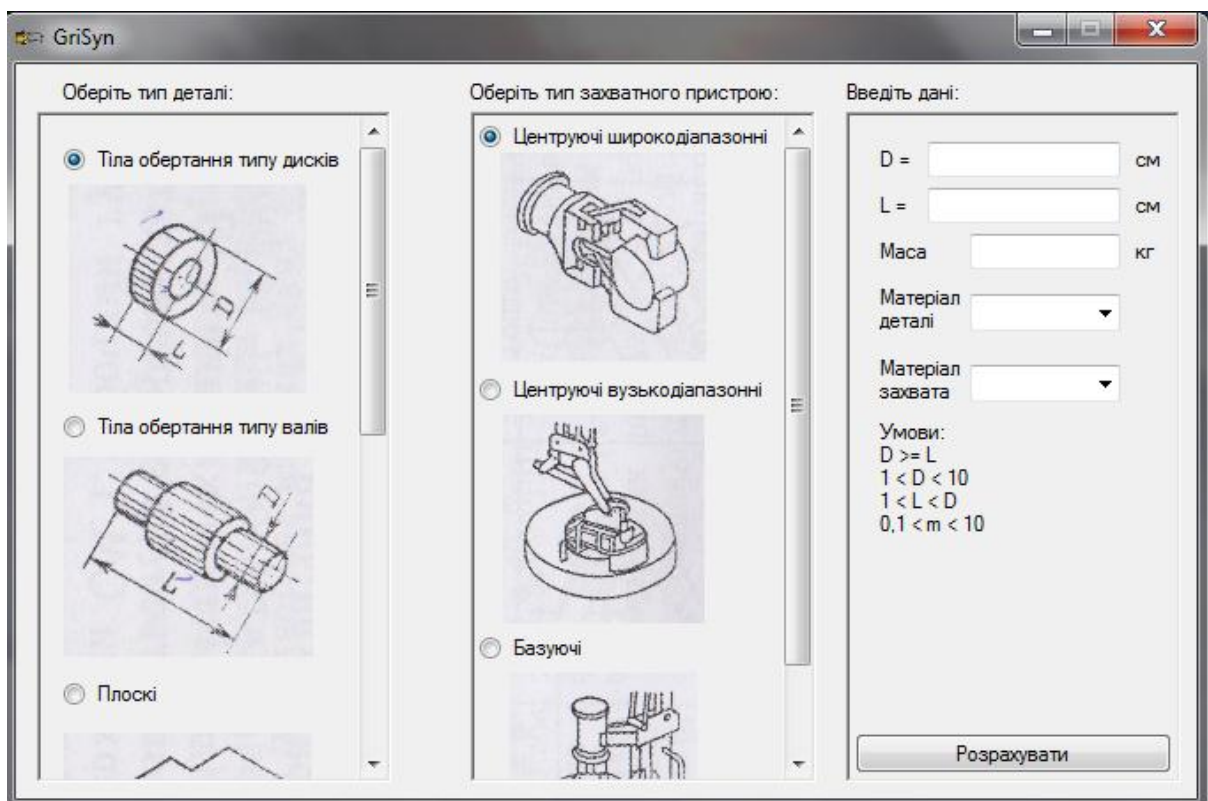 GriSyn
Оберіть тип деталі:
Тіла обертання типу дисків
D
L
Тіла обертання типу валів
D
L
Плоскі
Оберіть тип захватного пристрою:
Центруючі широкодіапазонні
Центруючі вузькодіапазонні
Базуючі
Введіть дані:
D = см
L = см
Маса кг
Матеріал
деталі
Матеріал
захвата
Умови:
D >= L
1 < D < 10
1 < L < D
0,1 < m < 10
Розрахувати